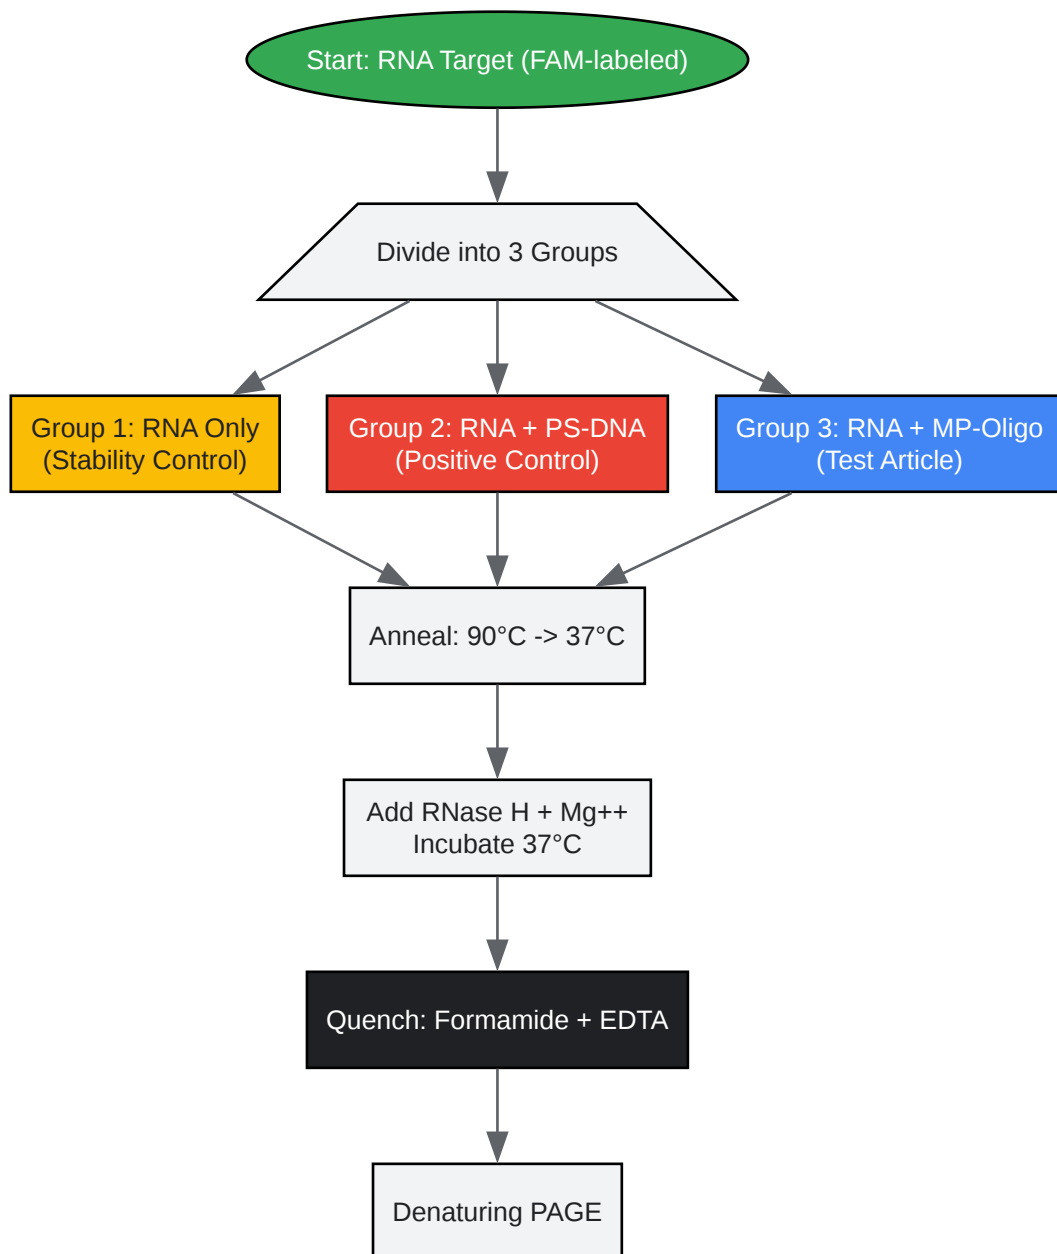 Start: RNA Target (FAM-labeled)
Divide into 3 Groups
Group 1: RNA Only
(Stability Control)
Group 2: RNA + PS-DNA
(Positive Control)
Group 3: RNA + MP-Oligo
(Test Article)
Anneal: 90°C -> 37°C
Add RNase H + Mg++
Incubate 37°C
Quench: Formamide + EDTA
Denaturing PAGE